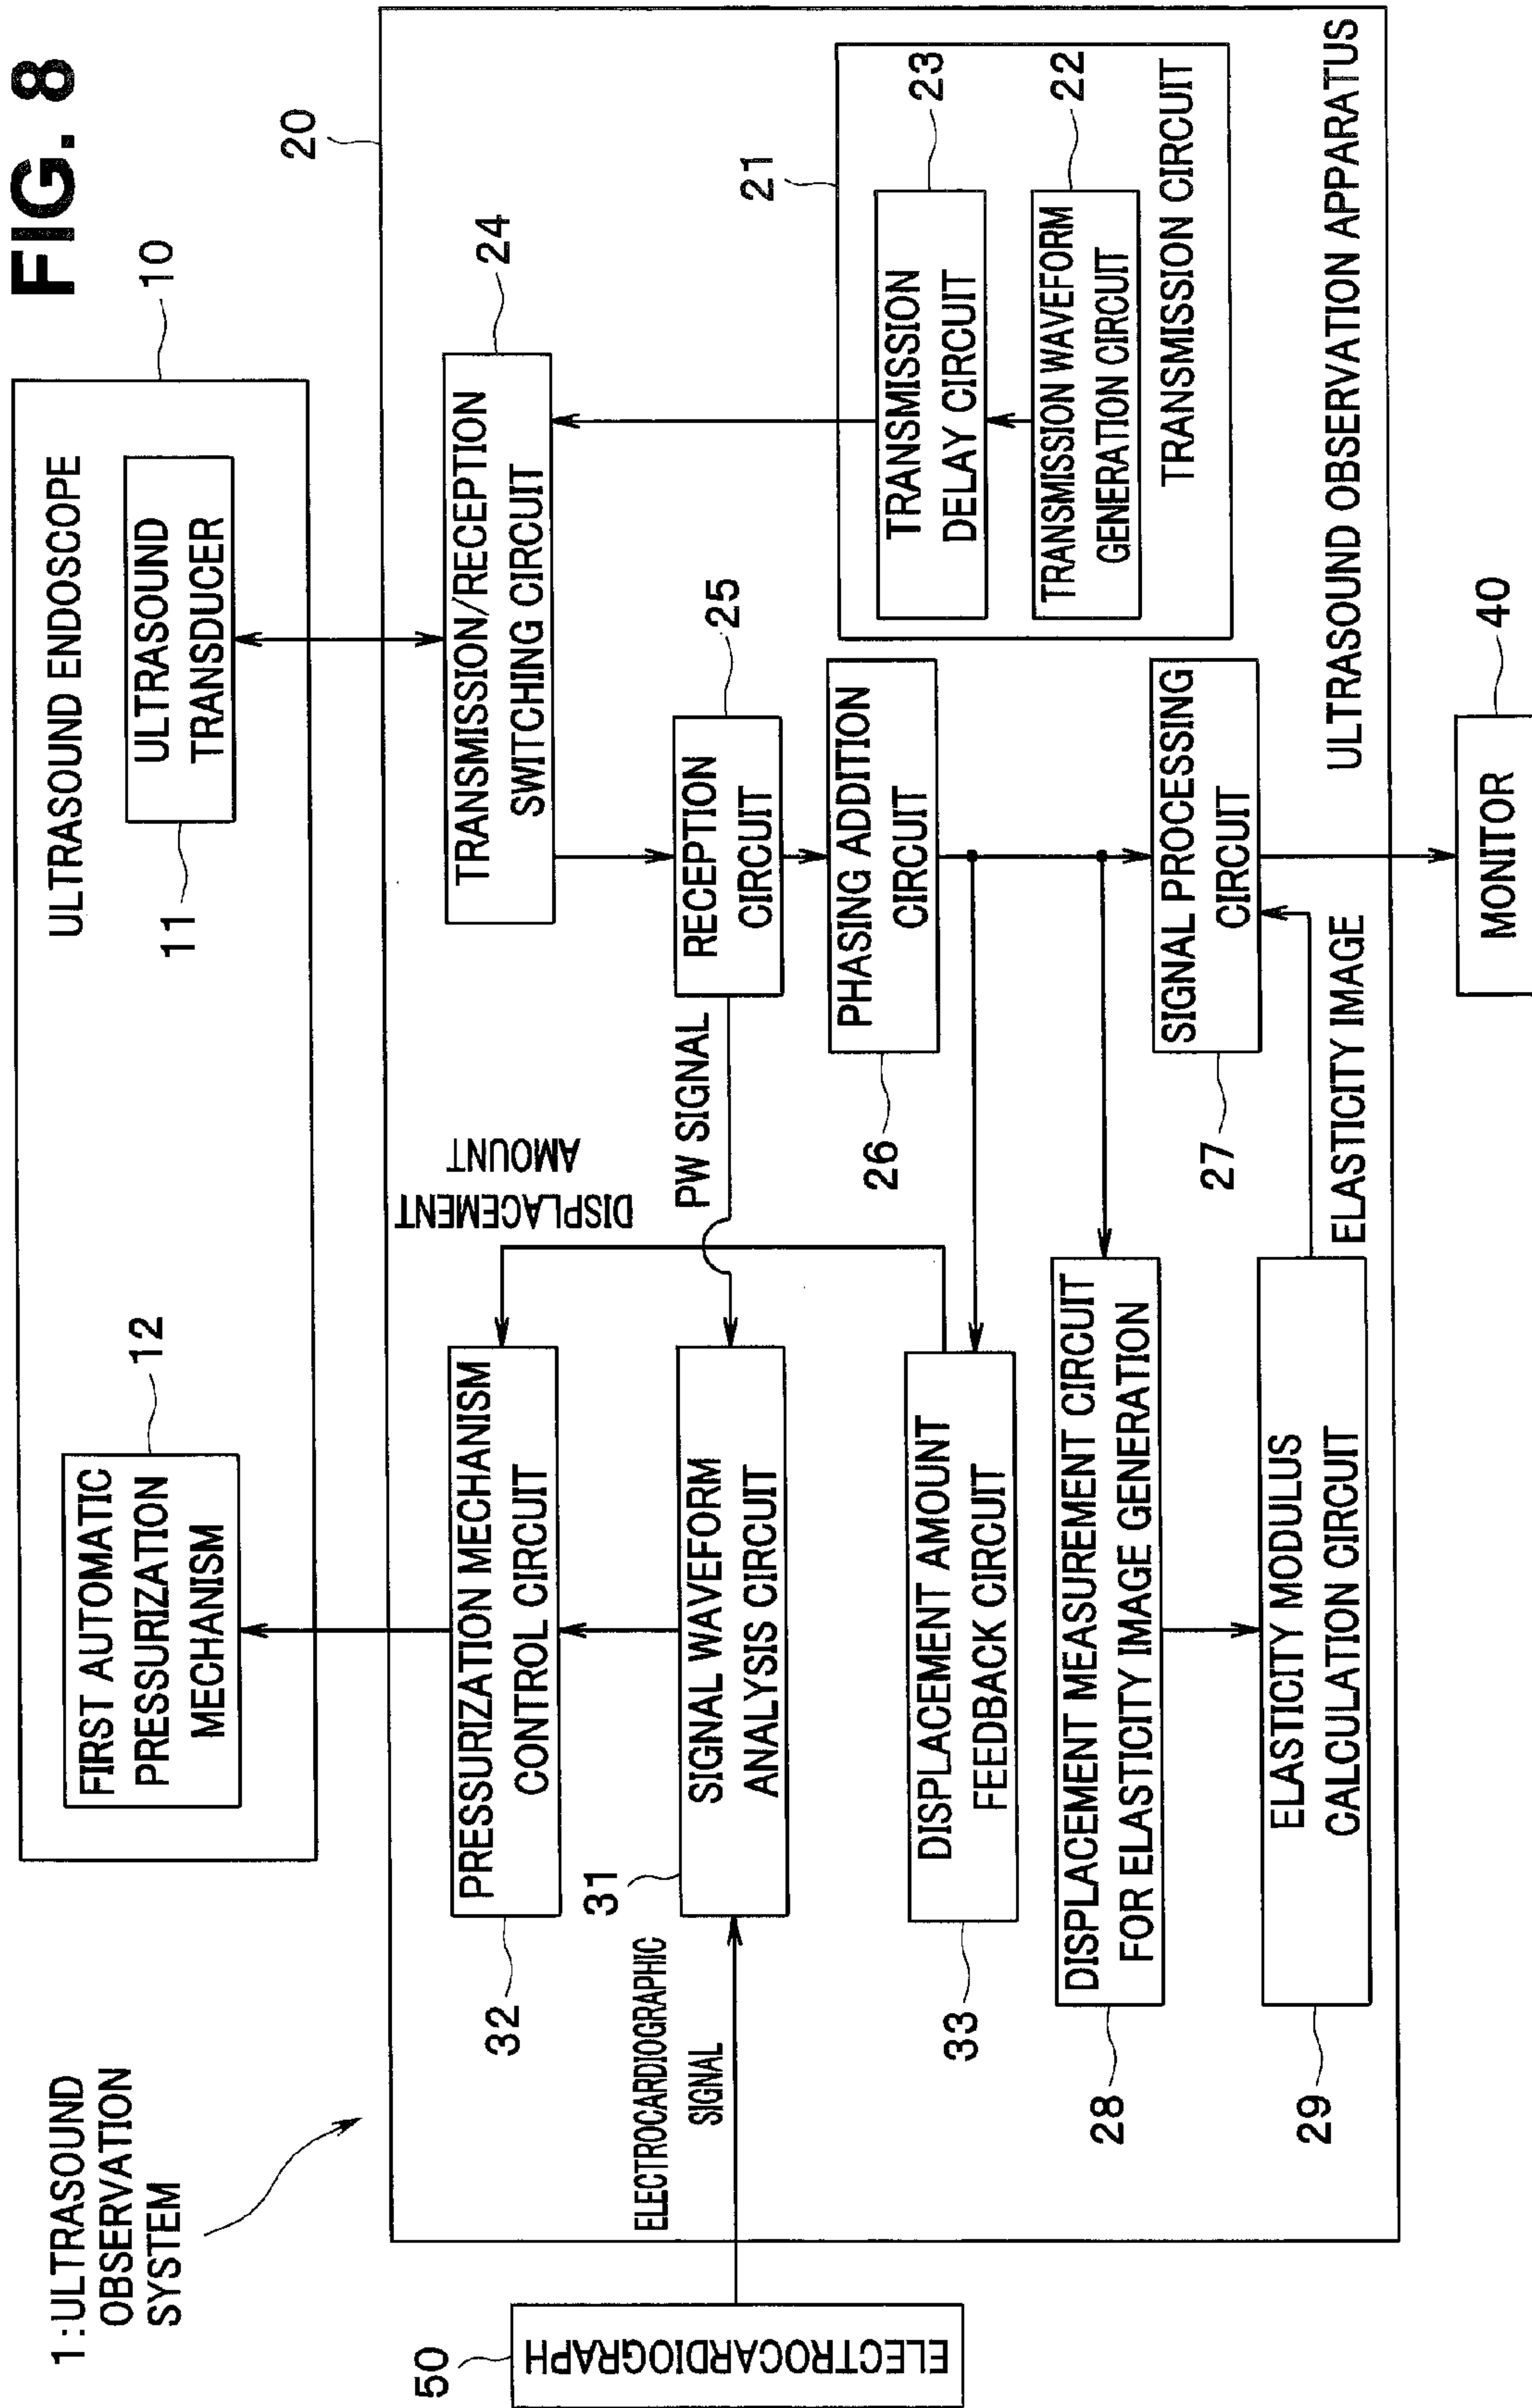 FIG. 8
1:ULTRASOUND
OBSERVATION
SYSTEM
10
ULTRASOUND ENDOSCOPE
FIRST AUTOMATIC
PRESSURIZATION
MECHANISM
12
ULTRASOUND
TRANSDUCER
11
20
PRESSURIZATION MECHANISM
CONTROL CIRCUIT
32
DISPLACEMENT
AMOUNT
TRANSMISSION/RECEPTION
SWITCHING CIRCUIT
24
50
ELECTROCARDIOGRAPH
ELECTROCARDIOGRAPHIC
SIGNAL
31
SIGNAL WAVEFORM
ANALYSIS CIRCUIT
PW SIGNAL
RECEPTION
CIRCUIT
25
21
DISPLACEMENT AMOUNT
FEEDBACK CIRCUIT
33
PHASING ADDITION
CIRCUIT
26
TRANSMISSION
DELAY CIRCUIT
23
DISPLACEMENT MEASUREMENT CIRCUIT
FOR ELASTICITY IMAGE GENERATION
28
TRANSMISSION WAVEFORM
GENERATION CIRCUIT
22
TRANSMISSION CIRCUIT
SIGNAL PROCESSING
CIRCUIT
27
ELASTICITY MODULUS
CALCULATION CIRCUIT
29
ELASTICITY IMAGE
ULTRASOUND OBSERVATION APPARATUS
MONITOR
40